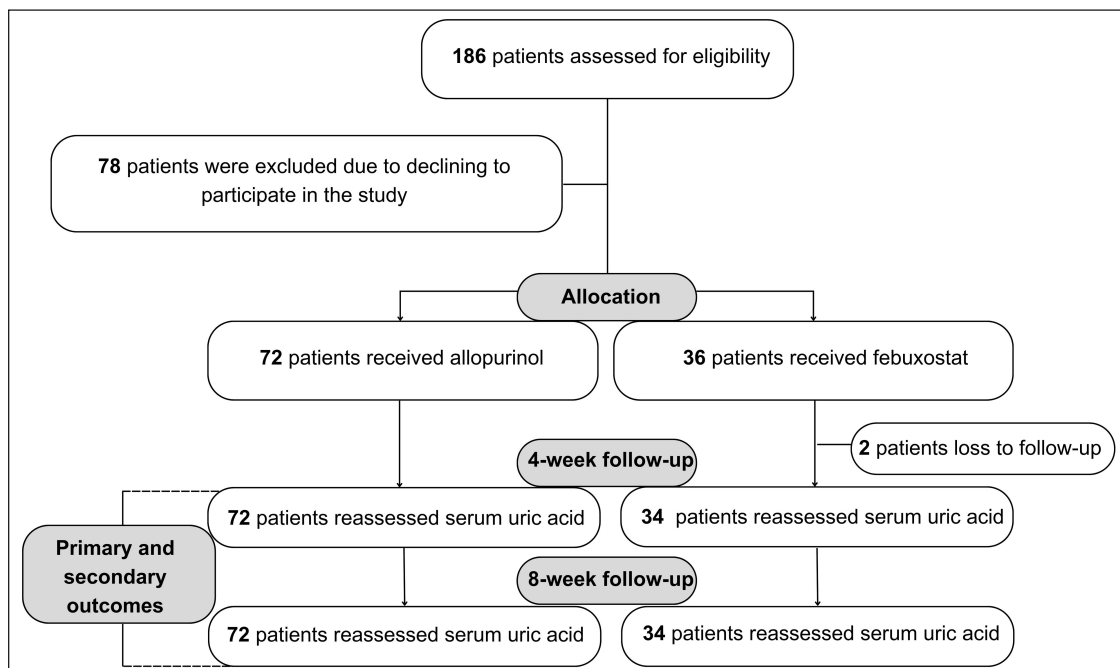 186 patients assessed for eligibility
78 patients were excluded due to declining to
participate in the study
Allocation
72 patients received allopurinol
36 patients received febuxostat
2 patients loss to follow-up
4-week follow-up
72 patients reassessed serum uric acid
34 patients reassessed serum uric acid
Primary and
secondary
outcomes
8-week follow-up
72 patients reassessed serum uric acid
34 patients reassessed serum uric acid